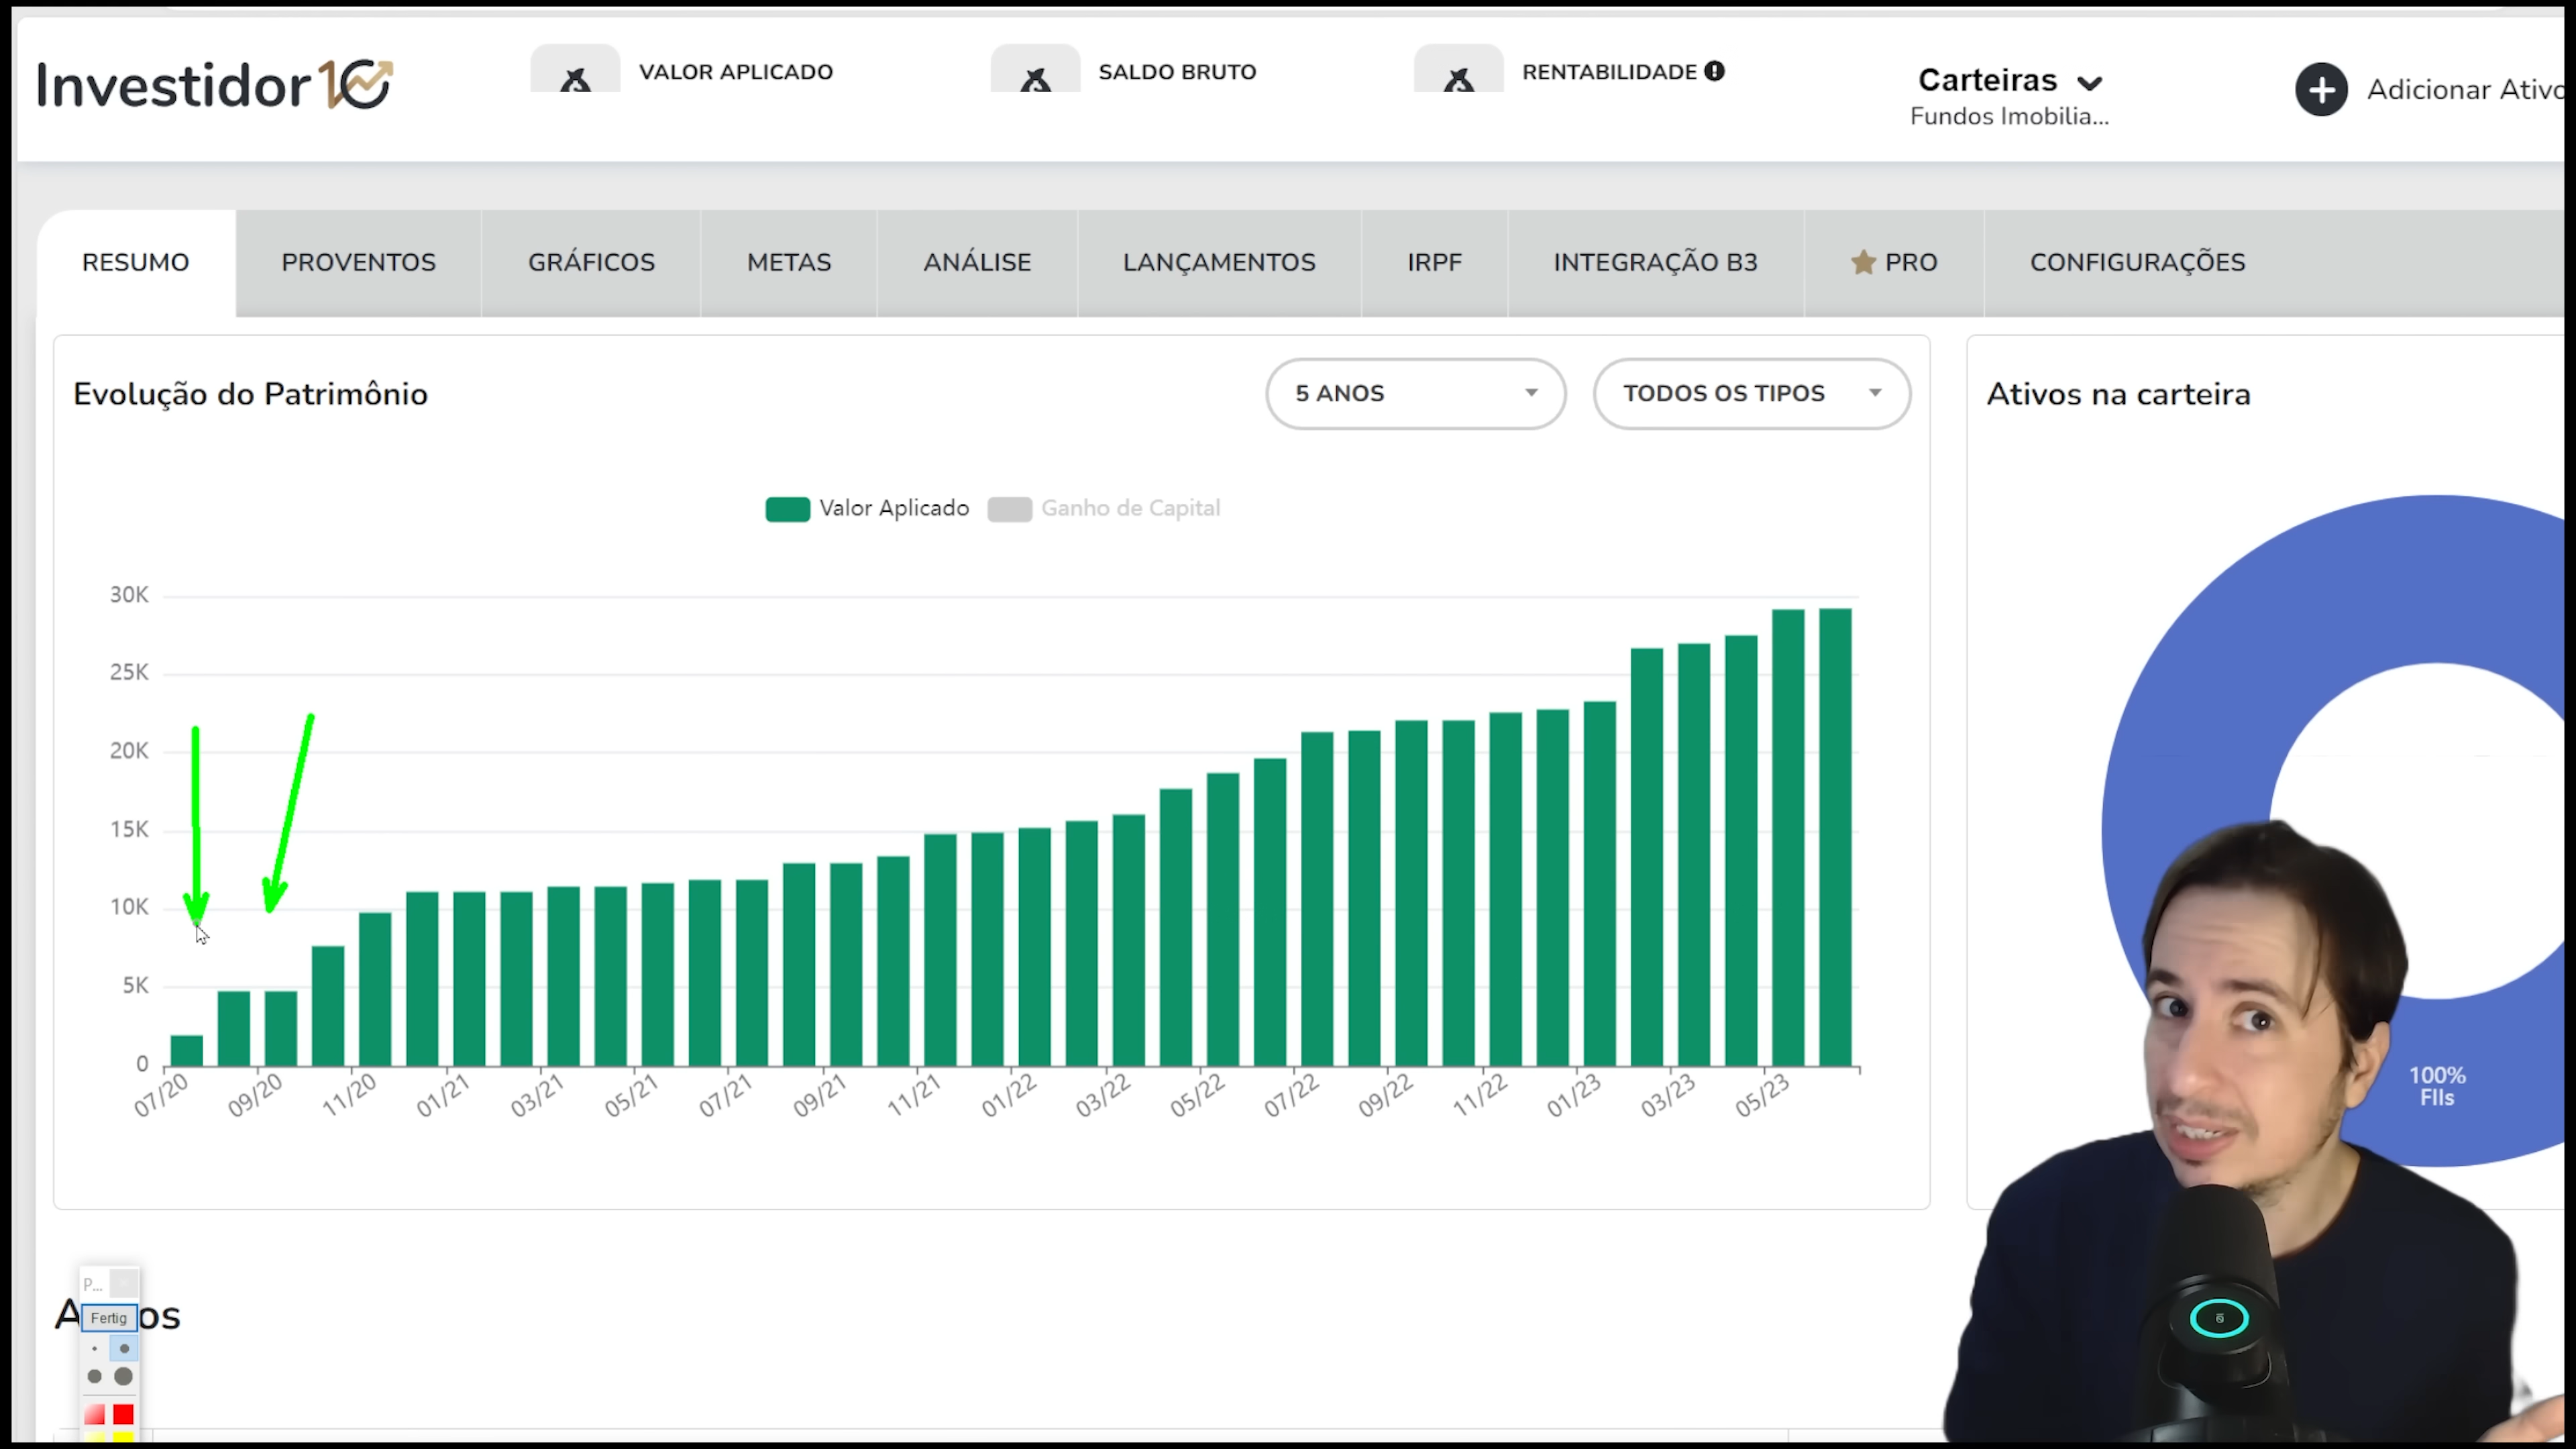 Investidor10
VALOR APLICADO
SALDO BRUTO
RENTABILIDADE
Carteiras
Fundos Imobilia...
Adicionar Ativo
RESUMO
PROVENTOS
GRÁFICOS
METAS
ANÁLISE
LANÇAMENTOS
IRPF
INTEGRAÇÃO B3
PRO
CONFIGURAÇÕES
Evolução do Patrimônio
5 ANOS
TODOS OS TIPOS
Ativos na carteira
Valor Aplicado
Ganho de Capital
30K
25K
20K
15K
10K
5K
0
07/20
09/20
11/20
01/21
03/21
05/21
07/21
09/21
11/21
01/22
03/22
05/22
07/22
09/22
11/22
01/23
03/23
05/23
100%
FIIs
P...
Fertig